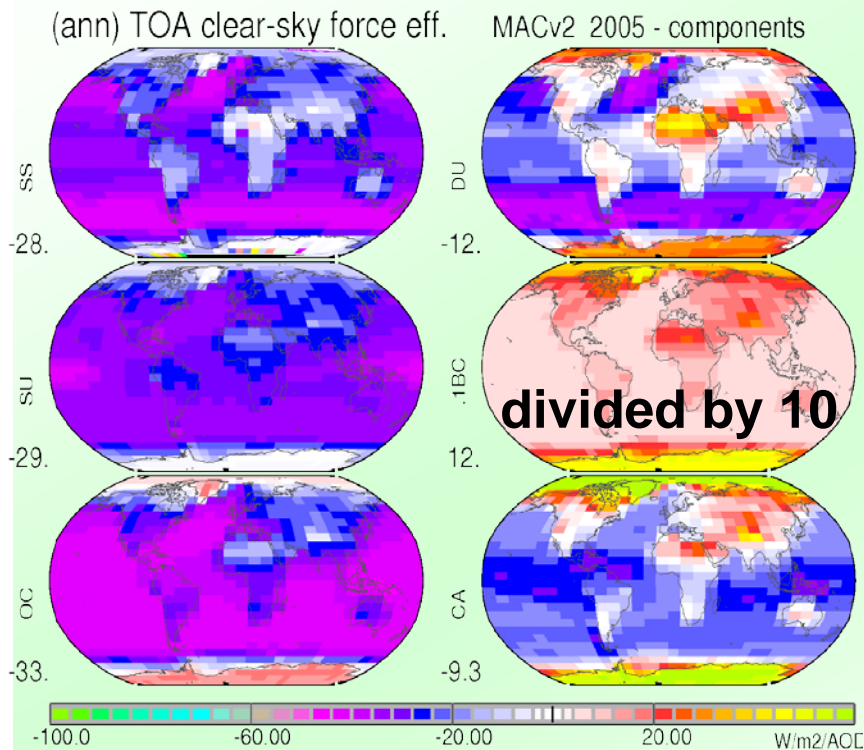 (ann) TOA clear-sky force eff. MACv2 2005 - components
SS
-28.
DU
-12.
SU
-29.
.1BC
divided by 10
12.
OC
-33.
CA
-9.3
-100.0 -60.00 -20.00 20.00 W/m2/AOD